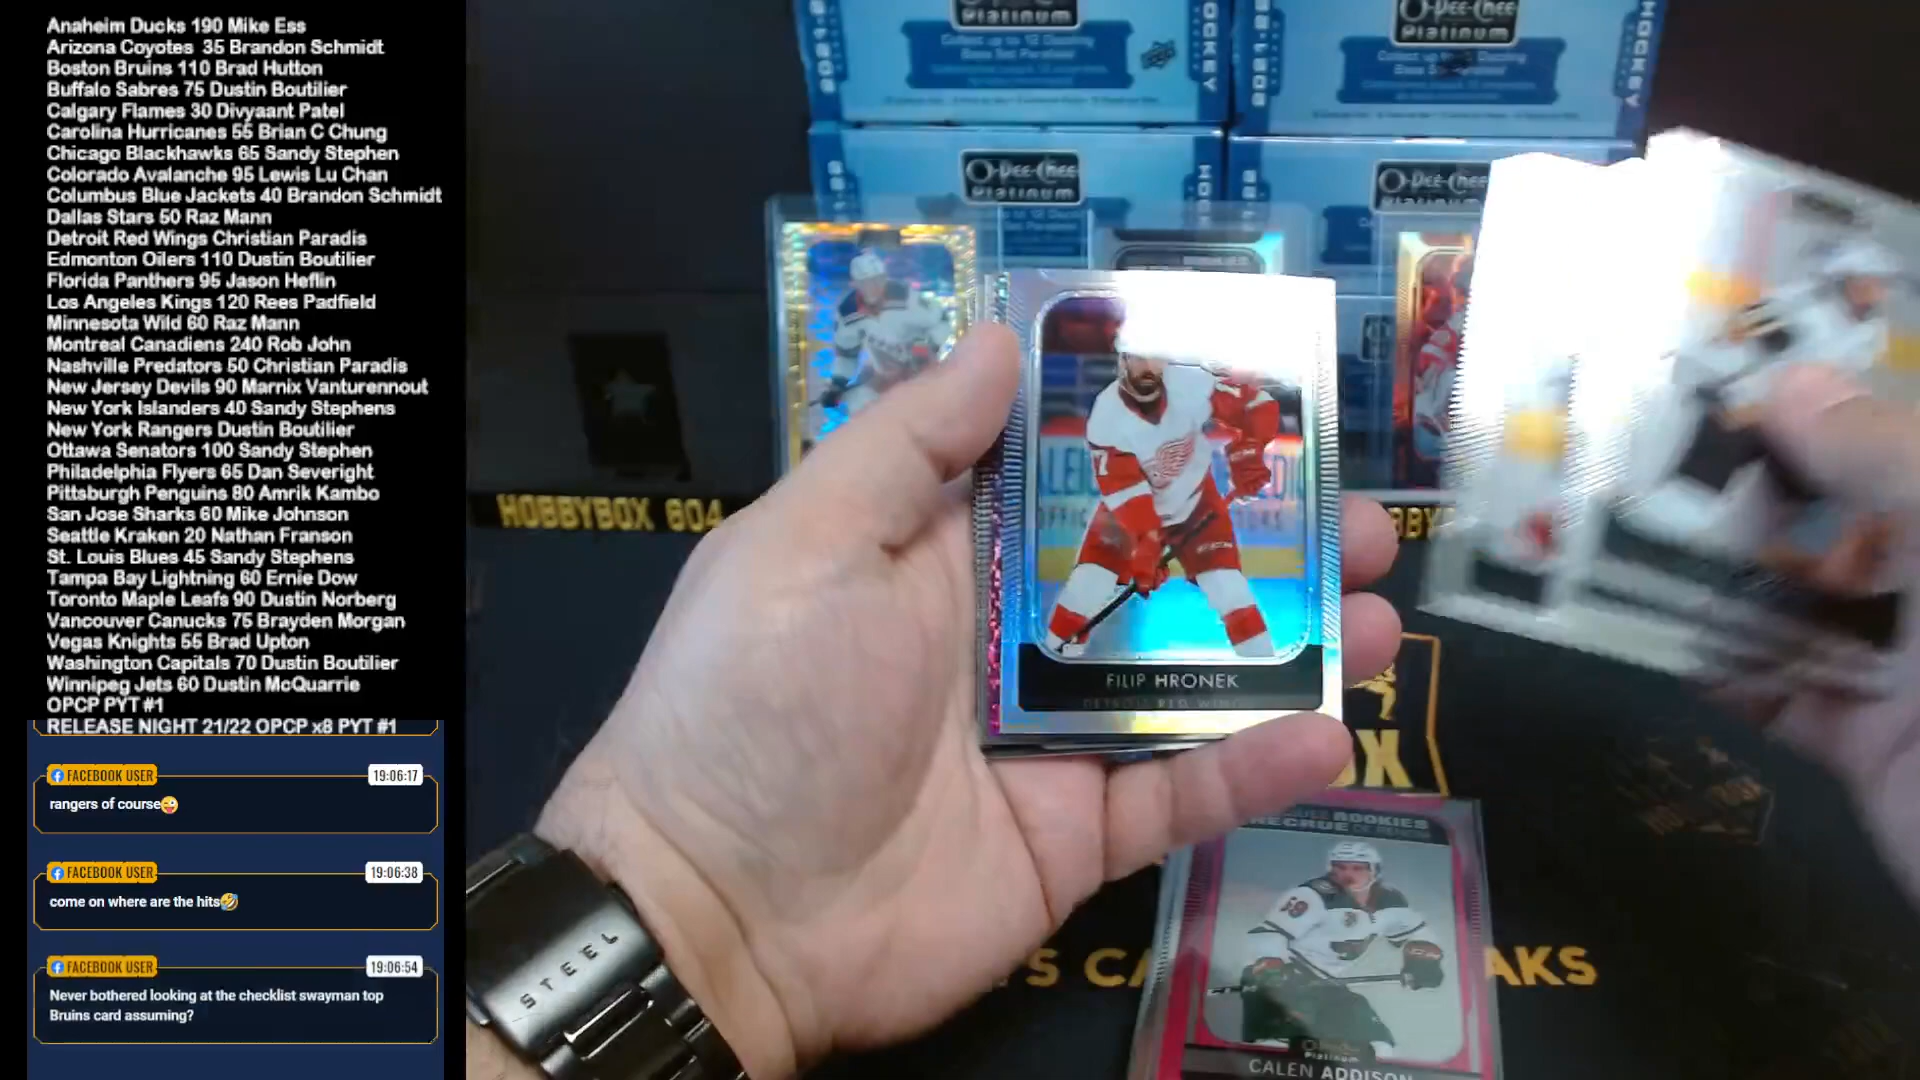 Anaheim Ducks 190 Mike Ess
Arizona Coyotes 35 Brandon Schmidt
Boston Bruins 110 Brad Hutton
Buffalo Sabres 75 Dustin Boutilier
Calgary Flames 30 Divyaant Patel
Carolina Hurricanes 55 Brian C Chung
Chicago Blackhawks 65 Sandy Stephen
Colorado Avalanche 95 Lewis Lu Chan
Columbus Blue Jackets 40 Brandon Schmidt
Dallas Stars 50 Raz Mann
Detroit Red Wings Christian Paradis
Edmonton Oilers 110 Dustin Boutilier
Florida Panthers 95 Jason Heflin
Los Angeles Kings 120 Rees Padfield
Minnesota Wild 60 Raz Mann
Montreal Canadiens 240 Rob John
Nashville Predators 50 Christian Paradis
New Jersey Devils 90 Marnix Vanturennout
New York Islanders 40 Sandy Stephens
New York Rangers Dustin Boutilier
Ottawa Senators 100 Sandy Stephen
Philadelphia Flyers 65 Dan Severight
Pittsburgh Penguins 80 Amrik Kambo
San Jose Sharks 60 Mike Johnson
Seattle Kraken 20 Nathan Franson
St. Louis Blues 45 Sandy Stephens
Tampa Bay Lightning 60 Ernie Dow
Toronto Maple Leafs 90 Dustin Norberg
Vancouver Canucks 75 Brayden Morgan
Vegas Knights 55 Brad Upton
Washington Capitals 70 Dustin Boutilier
Winnipeg Jets 60 Dustin McQuarrie
OPCP PYT #1
RELEASE NIGHT 21/22 OPCP x8 PYT #1
FACEBOOK USER 19:06:17
rangers of course😜
FACEBOOK USER 19:06:38
come on where are the hits🤣
FACEBOOK USER 19:06:54
Never bothered looking at the checklist swayman top
Bruins card assuming?
Platinum
O-Pee-Chee
Platinum
HOCKEY
O-Pee-Chee
Platinum
O-Pee-Chee
Platinum
HOBBYBOX 604
FILIP HRONEK
DETROIT RED WINGS
STEEL
ROOKIES
Platinum
CALEN ADDISON